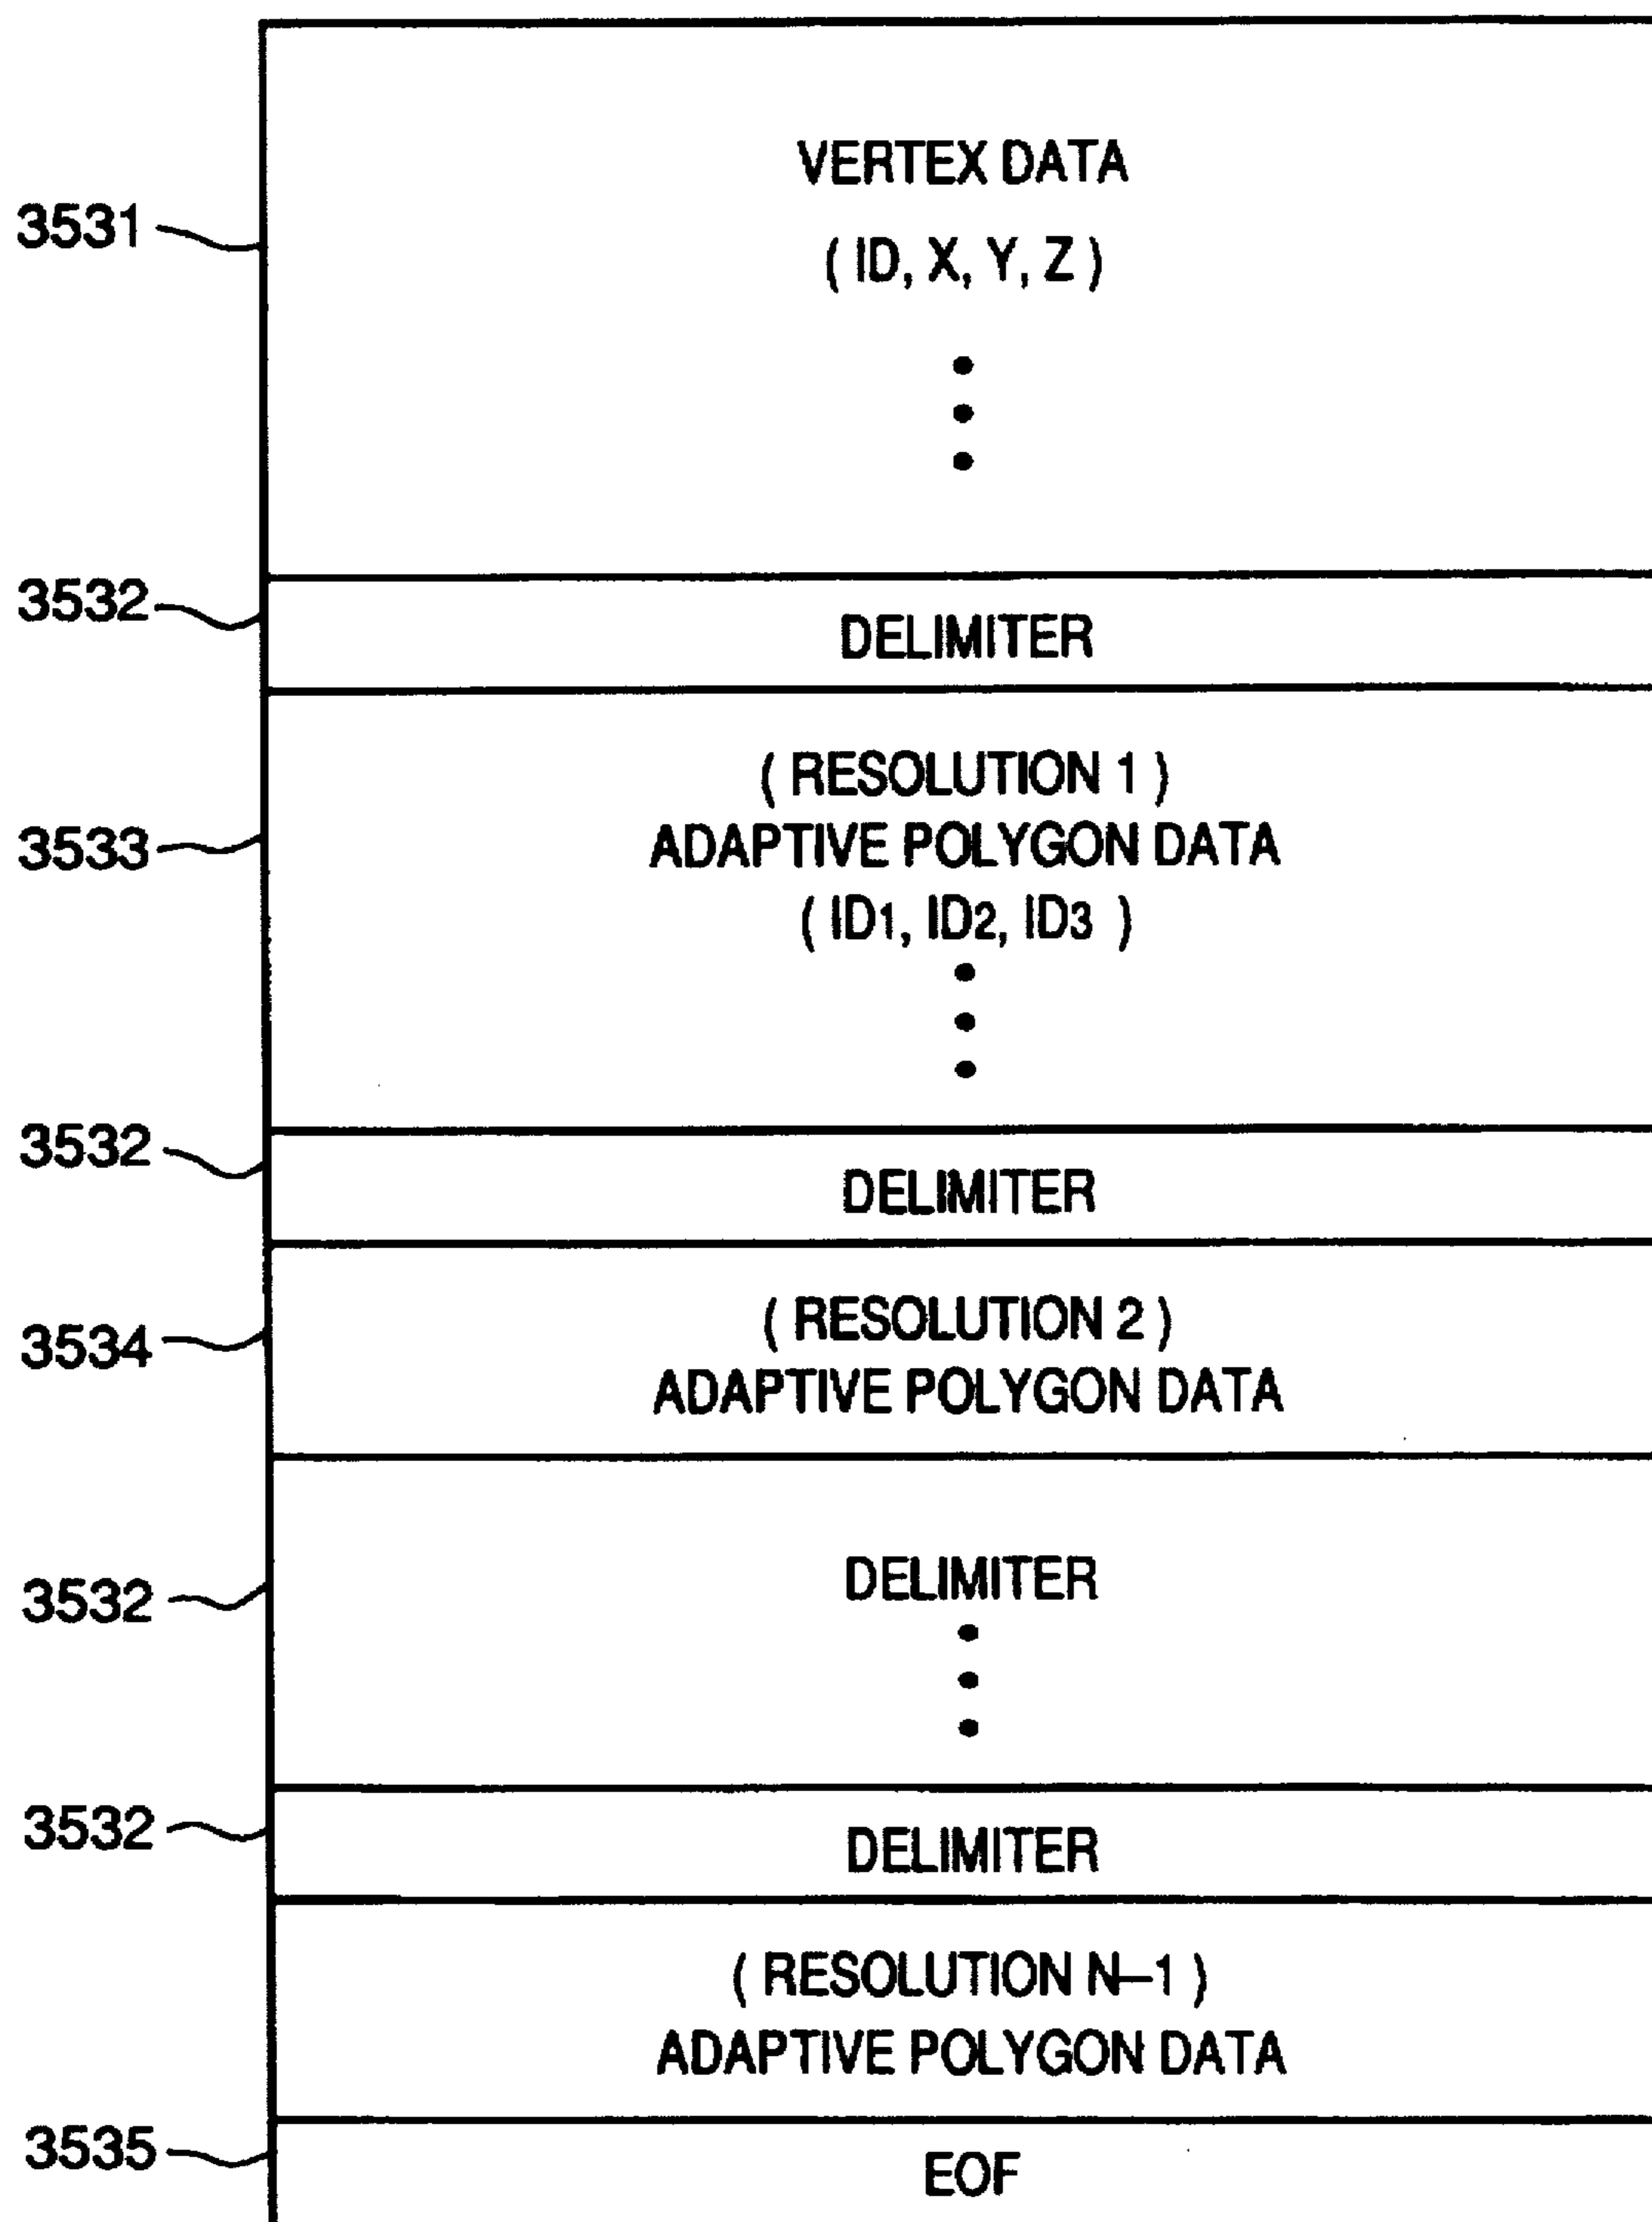 VERTEX DATA
3531
( ID, X, Y, Z )
3532
DELIMITER
( RESOLUTION 1 )
3533
ADAPTIVE POLYGON DATA
( ID1, ID2, ID3 )
3532
DELIMITER
( RESOLUTION 2 )
3534
ADAPTIVE POLYGON DATA
DELIMITER
3532
3532
DELIMITER
( RESOLUTION N–1 )
ADAPTIVE POLYGON DATA
3535
EOF